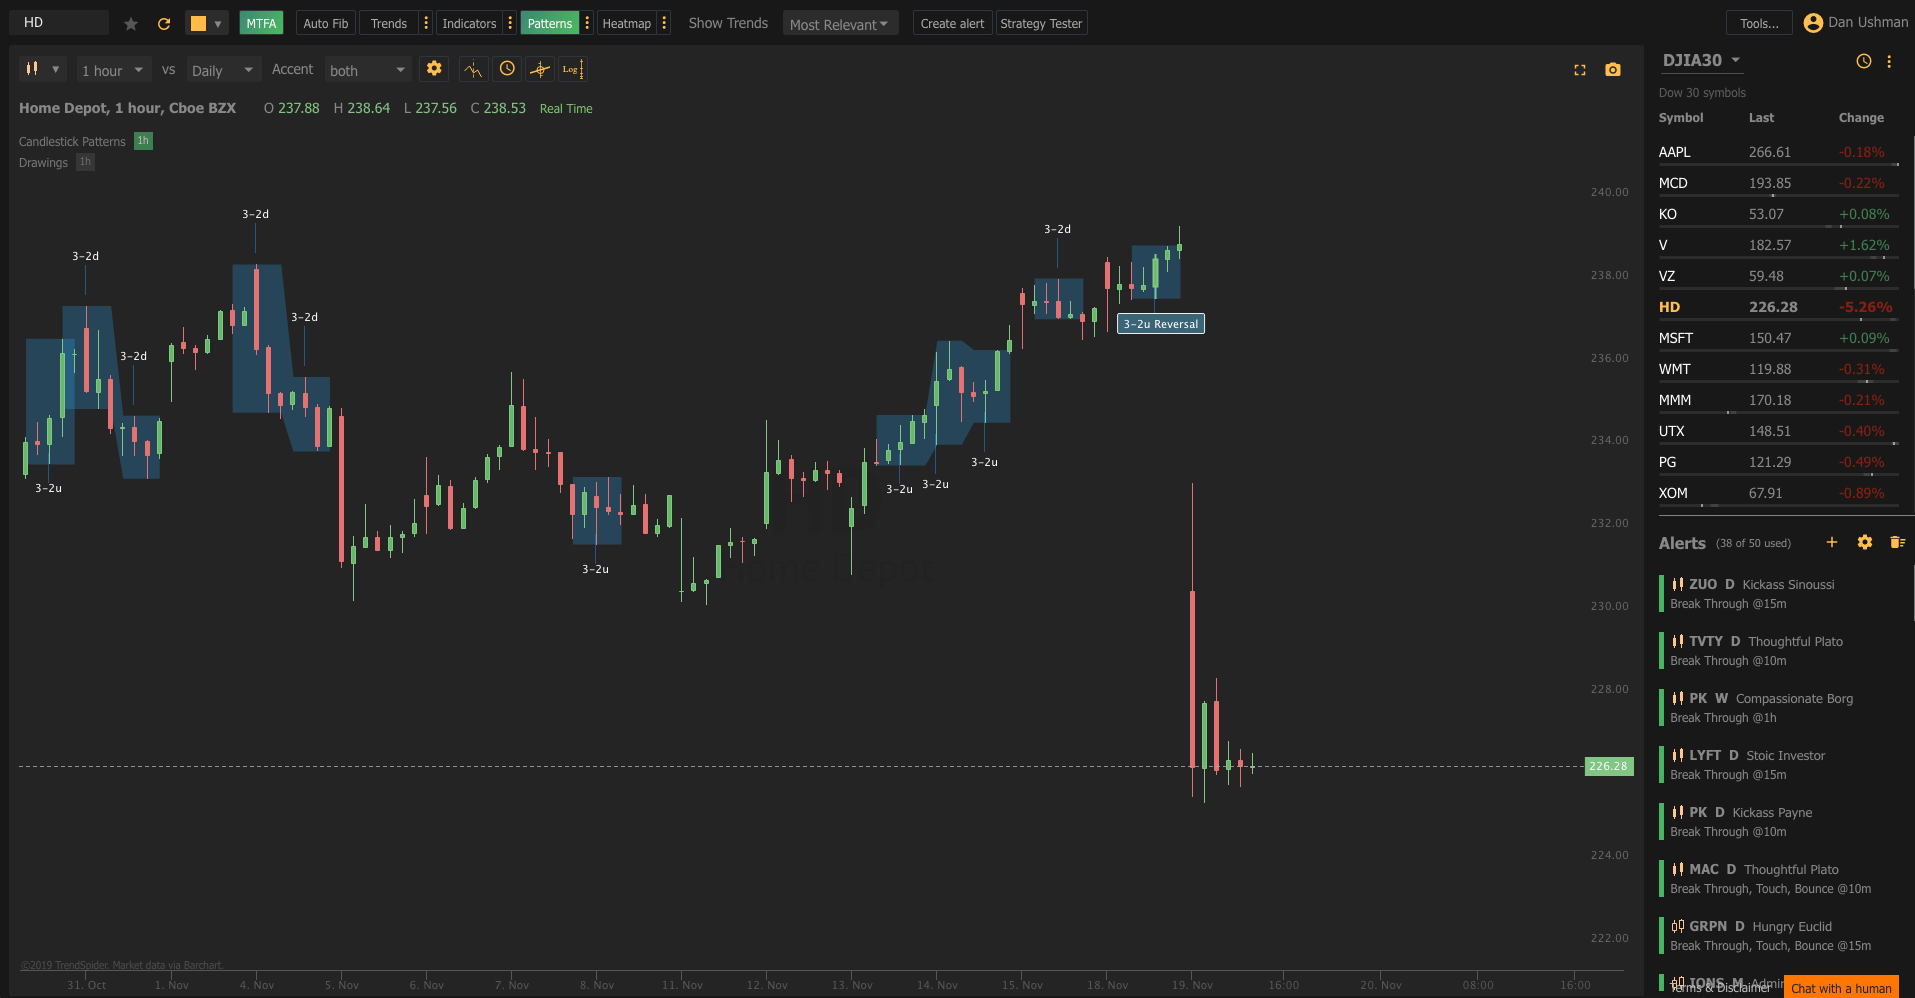 HD
MTFA
Auto Fib
Trends
Indicators
Patterns
Heatmap
Show Trends
Most Relevant
Create alert
Strategy Tester
Tools...
Dan Ushman
1 hour
vs
Daily
Accent
both
Log
Home Depot, 1 hour, Cboe BZX O 237.88 H 238.64 L 237.56 C 238.53 Real Time
Candlestick Patterns 1h
Drawings 1h
3-2d
3-2d
3-2d
3-2d
3-2d
3-2u Reversal
3-2u
3-2u
3-2u
3-2u
3-2u
Home Depot
240.00
238.00
236.00
234.00
232.00
230.00
228.00
226.28
224.00
222.00
©2019 TrendSpider. Market data via Barchart.
31. Oct 1. Nov 4. Nov 5. Nov 6. Nov 7. Nov 8. Nov 11. Nov 12. Nov 13. Nov 14. Nov 15. Nov 18. Nov 19. Nov 16:00 20. Nov 08:00 16:00
DJIA30
Dow 30 symbols
Symbol Last Change
AAPL 266.61 -0.18%
MCD 193.85 -0.22%
KO 53.07 +0.08%
V 182.57 +1.62%
VZ 59.48 +0.07%
HD 226.28 -5.26%
MSFT 150.47 +0.09%
WMT 119.88 -0.31%
MMM 170.18 -0.21%
UTX 148.51 -0.40%
PG 121.29 -0.49%
XOM 67.91 -0.89%
Alerts (38 of 50 used)
ZUO D Kickass Sinoussi
Break Through @15m
TVTY D Thoughtful Plato
Break Through @10m
PK W Compassionate Borg
Break Through @1h
LYFT D Stoic Investor
Break Through @15m
PK D Kickass Payne
Break Through @10m
MAC D Thoughtful Plato
Break Through, Touch, Bounce @10m
GRPN D Hungry Euclid
Break Through, Touch, Bounce @15m
IONS M Admir
Terms & Disclaimer
Chat with a human